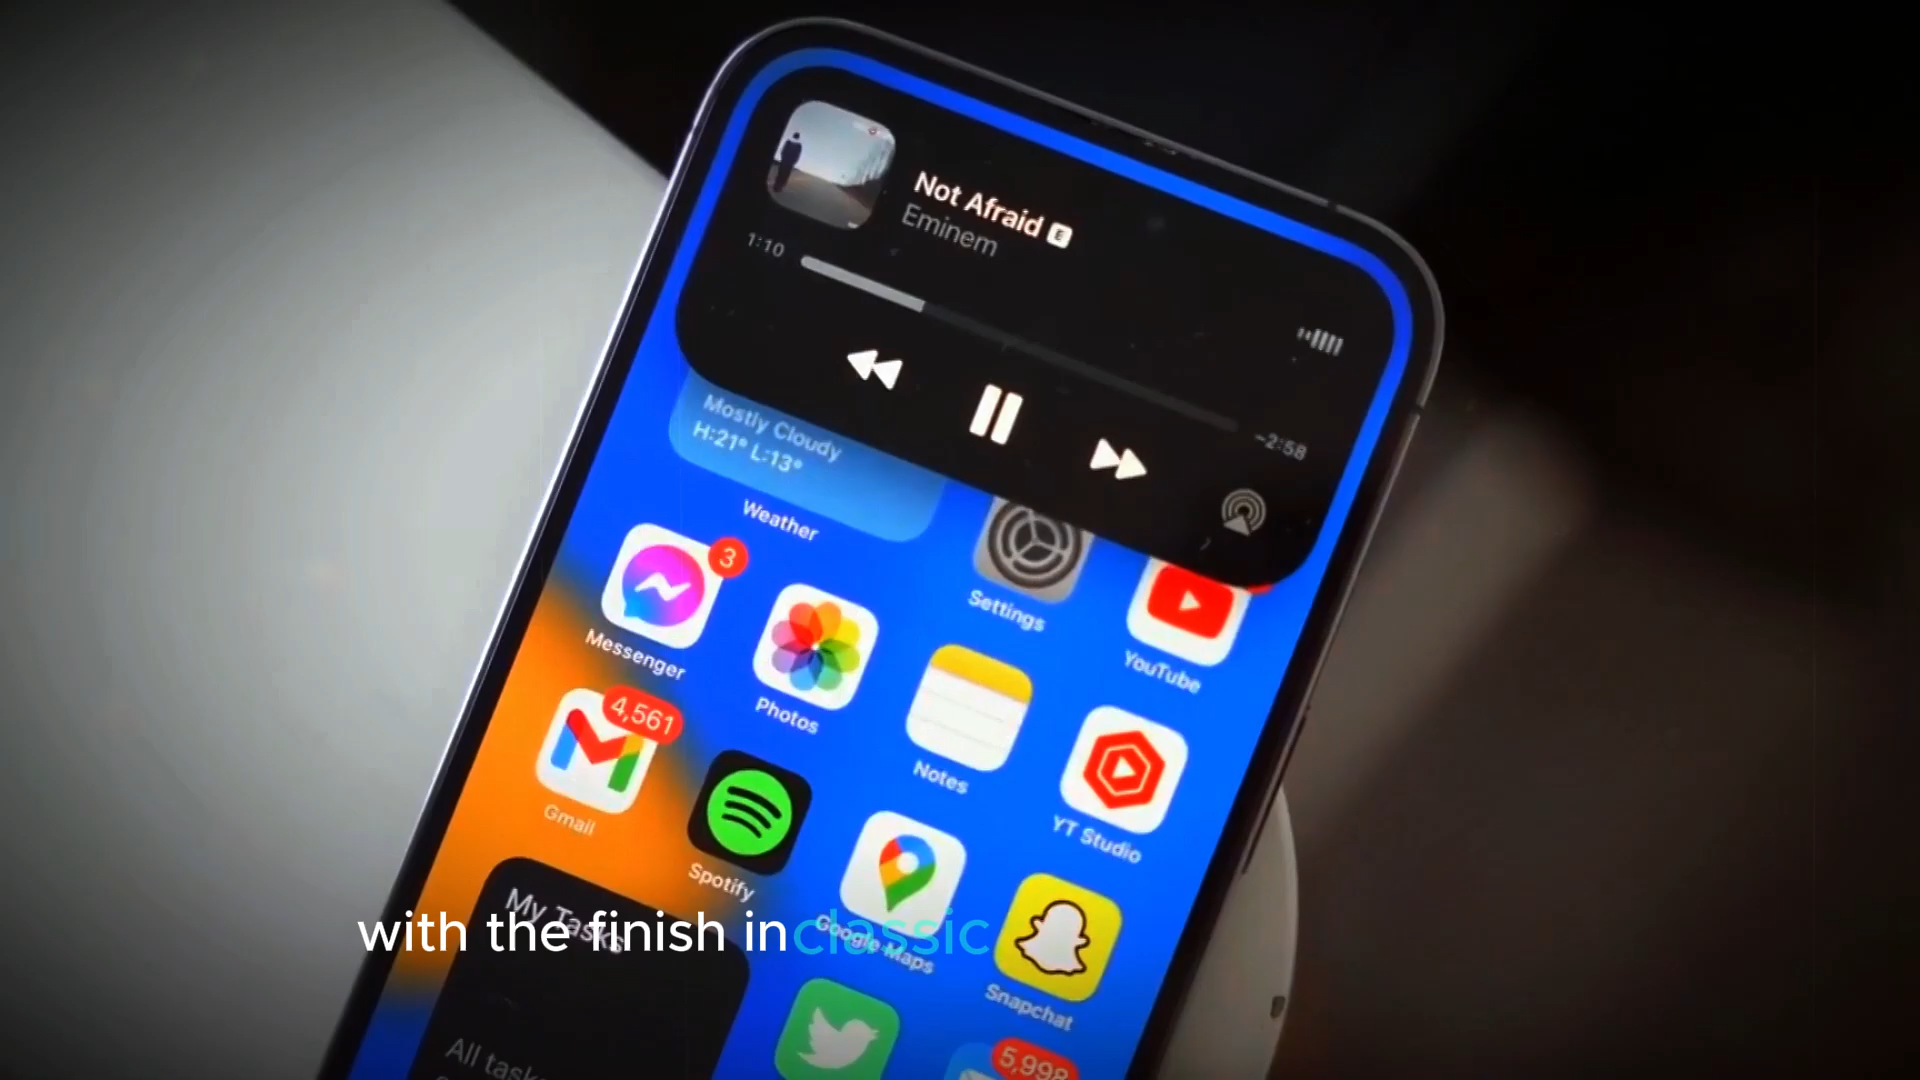 Not Afraid E
Eminem
1:10
-2:58
Mostly Cloudy
H:21° L:13°
Weather
Settings
YouTube
3
Messenger
Photos
Notes
YT Studio
4,561
Gmail
Spotify
Google Maps
Snapchat
My Tasks
with the finish in classic
All tasks
5,998